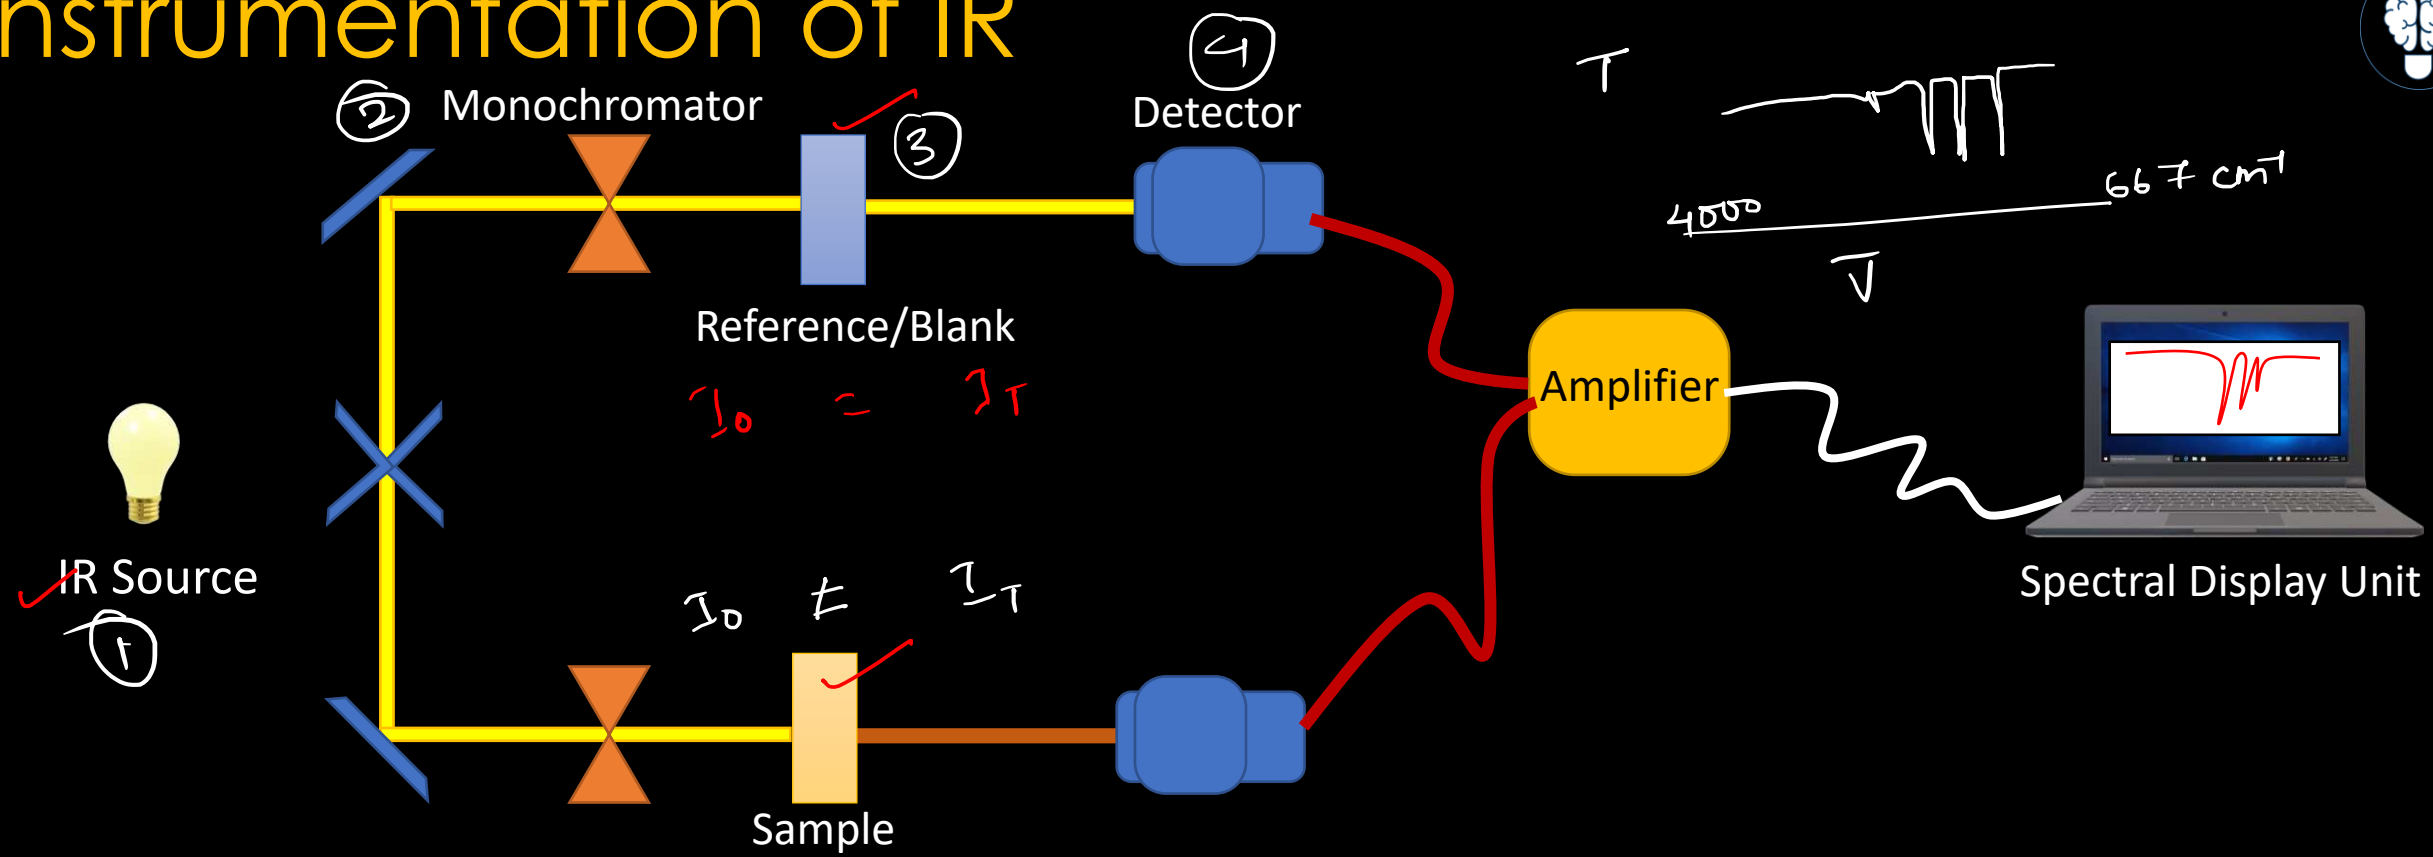 nstrumentation of IR
4
T
2
Monochromator
3
Detector
4000
667 cm⁻¹
ν̅
Reference/Blank
I₀ = I_T
Amplifier
IR Source
1
I₀ ≠ I_T
Spectral Display Unit
Sample